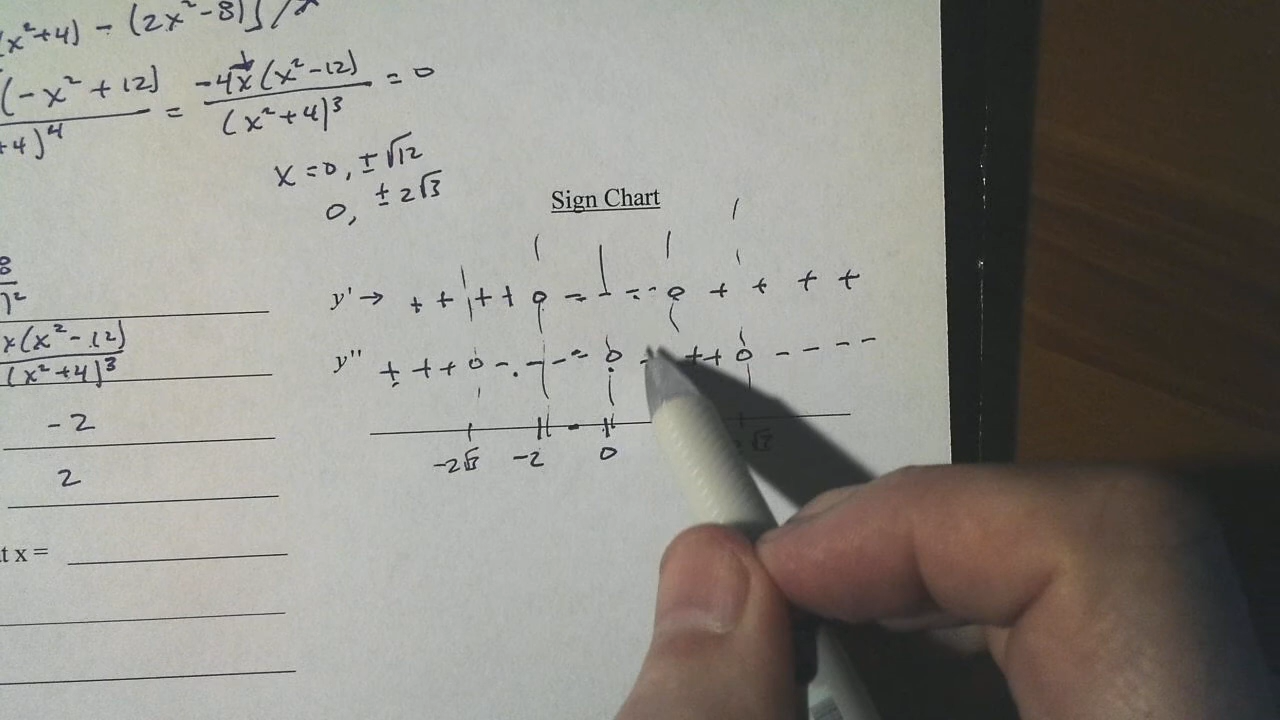 (x²+4) - (2x²-8)]
(-x² + 12) = -4x(x²-12) = 0
+4)⁴ (x²+4)³
x = 0, ±√12
0, ±2√3
Sign Chart
8
)²
y' → + + + + 0 - - - - 0 + + + +
x(x²-12)
(x²+4)³
y'' + + + + 0 - - - - 0 - + + 0 - - - -
-2
-2√3 -2 0
2
t x =